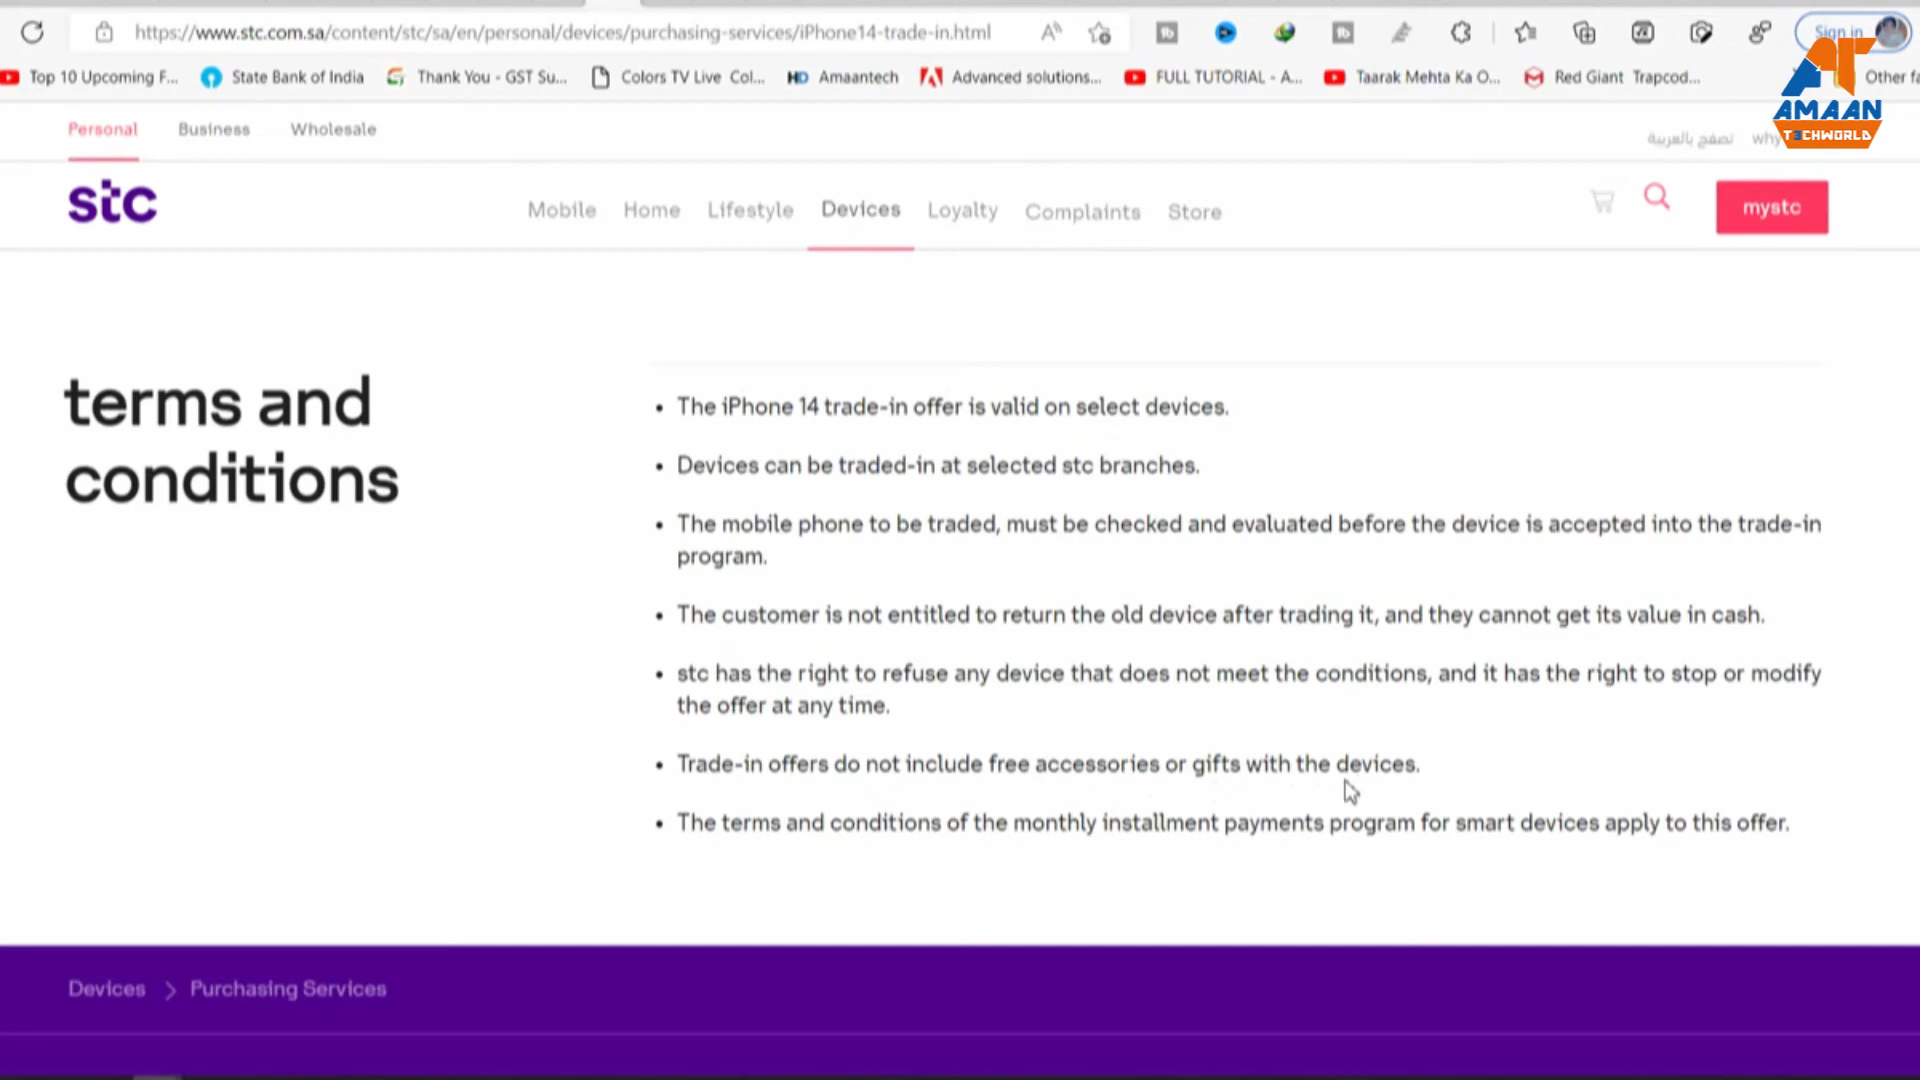 https://www.stc.com.sa/content/stc/sa/en/personal/devices/purchasing-services/iPhone14-trade-in.html
Sign in
Top 10 Upcoming F...
State Bank of India
Thank You - GST Su...
Colors TV Live Col...
HD Amaantech
Advanced solutions...
FULL TUTORIAL - A...
Taarak Mehta Ka O...
Red Giant Trapcod...
Other fa
AT
AMAAN
T3CHWORLD
Personal
Business
Wholesale
تصفح بالعربية
why
stc
Mobile
Home
Lifestyle
Devices
Loyalty
Complaints
Store
mystc
terms and
conditions
• The iPhone 14 trade-in offer is valid on select devices.
• Devices can be traded-in at selected stc branches.
• The mobile phone to be traded, must be checked and evaluated before the device is accepted into the trade-in
program.
• The customer is not entitled to return the old device after trading it, and they cannot get its value in cash.
• stc has the right to refuse any device that does not meet the conditions, and it has the right to stop or modify
the offer at any time.
• Trade-in offers do not include free accessories or gifts with the devices.
• The terms and conditions of the monthly installment payments program for smart devices apply to this offer.
Devices > Purchasing Services